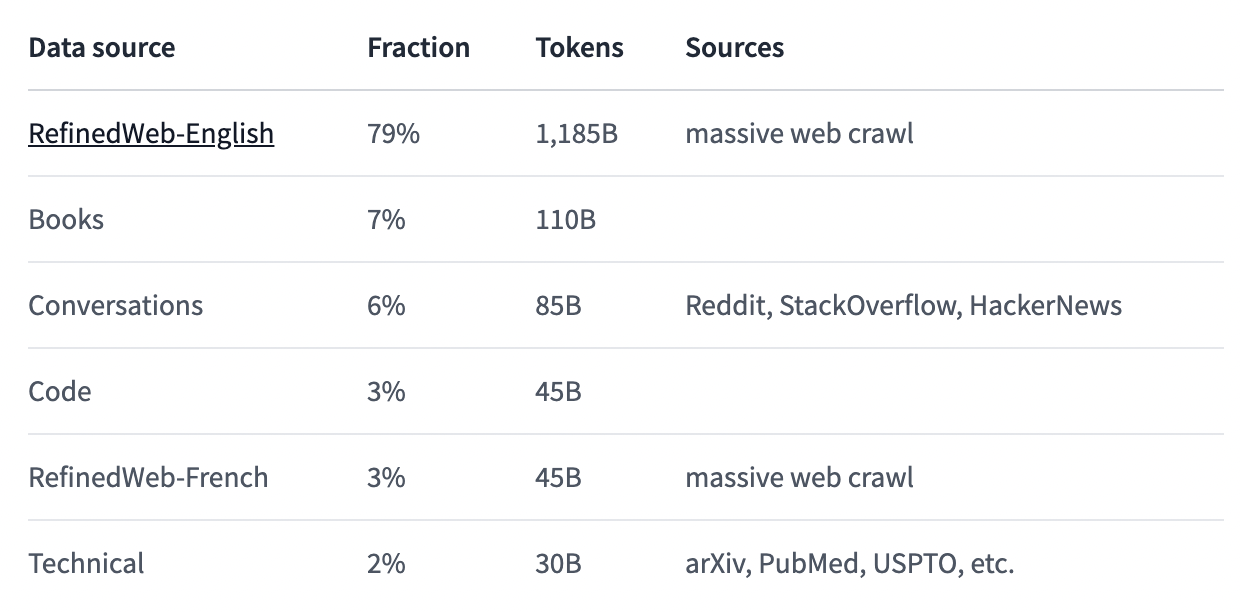 Data source Fraction Tokens Sources
RefinedWeb-English 79% 1,185B massive web crawl
Books 7% 110B
Conversations 6% 85B Reddit, StackOverflow, HackerNews
Code 3% 45B
RefinedWeb-French 3% 45B massive web crawl
Technical 2% 30B arXiv, PubMed, USPTO, etc.